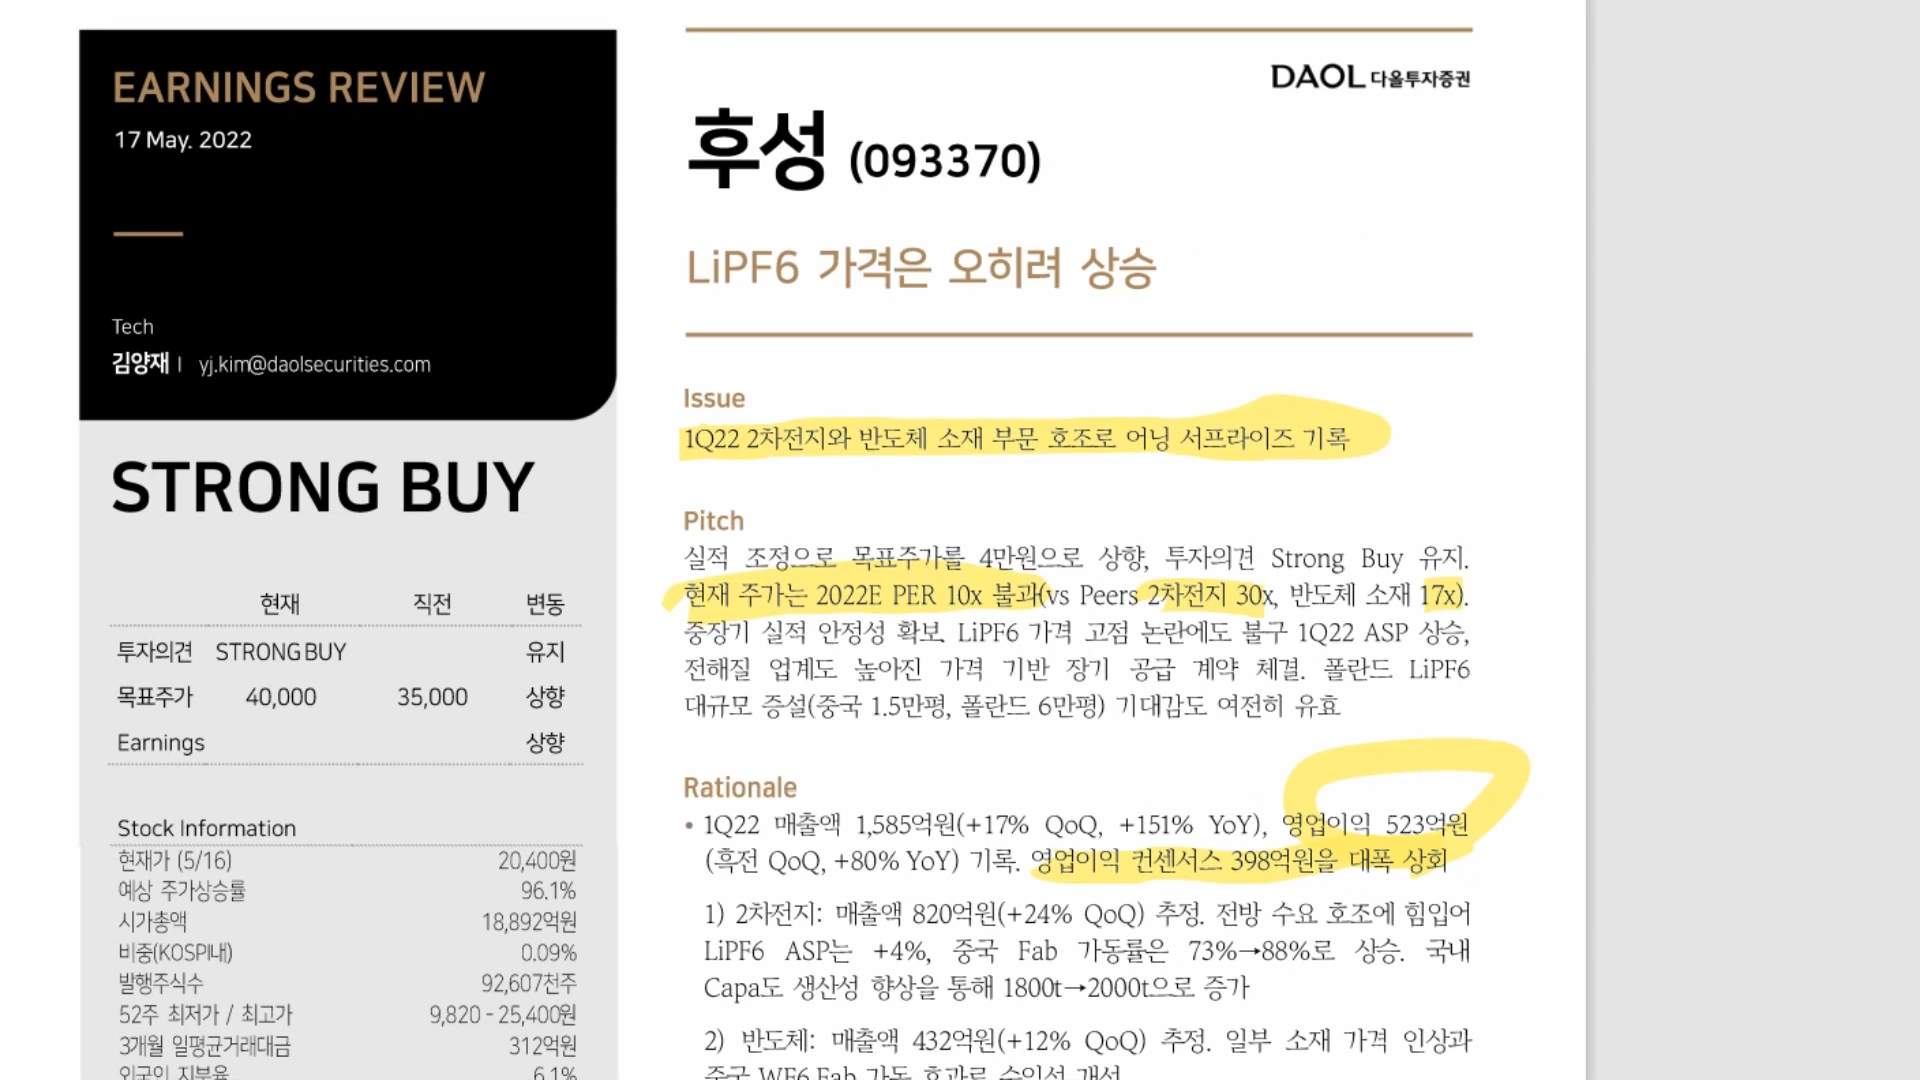 EARNINGS REVIEW
17 May. 2022
Tech
김양재 | yj.kim@daolsecurities.com
STRONG BUY
현재 직전 변동
투자의견 STRONG BUY 유지
목표주가 40,000 35,000 상향
Earnings 상향
Stock Information
현재가 (5/16) 20,400원
예상 주가상승률 96.1%
시가총액 18,892억원
비중(KOSPI내) 0.09%
발행주식수 92,607천주
52주 최저가 / 최고가 9,820 - 25,400원
3개월 일평균거래대금 312억원
외국인 지분율 6.1%
DAOL 다올투자증권
후성 (093370)
LiPF6 가격은 오히려 상승
Issue
1Q22 2차전지와 반도체 소재 부문 호조로 어닝 서프라이즈 기록
Pitch
실적 조정으로 목표주가를 4만원으로 상향, 투자의견 Strong Buy 유지.
현재 주가는 2022E PER 10x 불과(vs Peers 2차전지 30x, 반도체 소재 17x).
중장기 실적 안정성 확보. LiPF6 가격 고점 논란에도 불구 1Q22 ASP 상승,
전해질 업계도 높아진 가격 기반 장기 공급 계약 체결. 폴란드 LiPF6
대규모 증설(중국 1.5만평, 폴란드 6만평) 기대감도 여전히 유효
Rationale
• 1Q22 매출액 1,585억원(+17% QoQ, +151% YoY), 영업이익 523억원
(흑전 QoQ, +80% YoY) 기록. 영업이익 컨센서스 398억원을 대폭 상회
1) 2차전지: 매출액 820억원(+24% QoQ) 추정. 전방 수요 호조에 힘입어
LiPF6 ASP는 +4%, 중국 Fab 가동률은 73%→88%로 상승. 국내
Capa도 생산성 향상을 통해 1800t→2000t으로 증가
2) 반도체: 매출액 432억원(+12% QoQ) 추정. 일부 소재 가격 인상과
중국 WF6 Fab 가동 효과로 수익성 개선